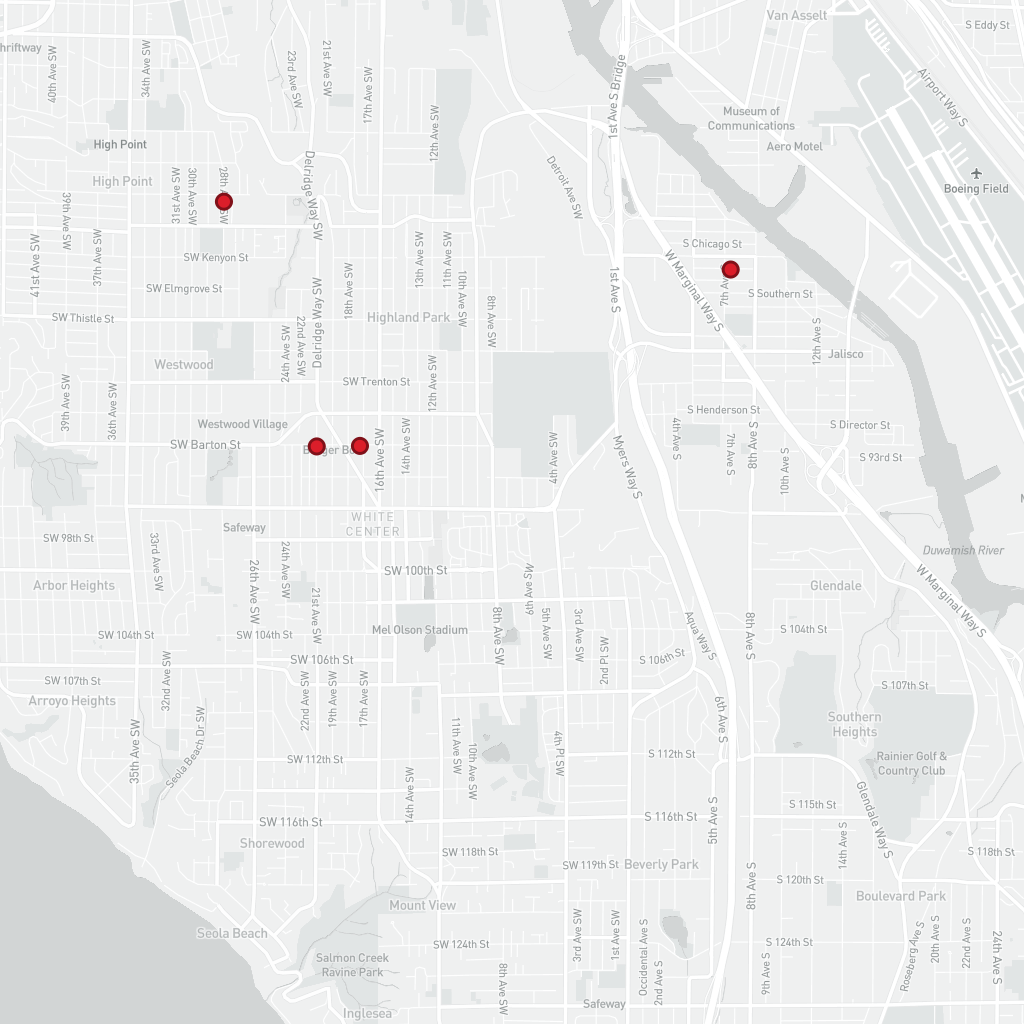 Van Asselt
S Eddy St
hriftway
40th Ave SW
34th Ave SW
23rd Ave SW
21st Ave SW
17th Ave SW
1st Ave S Bridge
Airport Way S
Museum of
Communications
12th Ave SW
High Point
Aero Motel
High Point
31st Ave SW
30th Ave SW
28th
SW
Delridge Way SW
Detroit Ave SW
Boeing Field
39th Ave SW
41st Ave SW
37th Ave SW
SW Kenyon St
13th Ave SW
11th Ave SW
S Chicago St
W Marginal Way S
SW Elmgrove St
18th Ave SW
10th Ave SW
8th Ave SW
1st Ave S
7th
S Southern St
SW Thistle St
Delridge Way SW
Highland Park
22nd Ave SW
24th Ave SW
12th Ave S
Jalisco
Westwood
39th Ave SW
36th Ave SW
SW Trenton St
12th Ave SW
Westwood Village
S Henderson St
S Director St
SW Barton St
16th Ave SW
14th Ave SW
4th Ave SW
Myers Way S
4th Ave S
7th Ave S
8th Ave S
10th Ave S
S 93rd St
WHITE
CENTER
Safeway
SW 98th St
33rd Ave SW
24th Ave SW
26th Ave SW
Duwamish River
Arbor Heights
SW 100th St
21st Ave SW
6th Ave SW
Glendale
W Marginal Way S
8th Ave SW
5th Ave SW
3rd Ave SW
Aqua Way S
8th Ave S
SW 104th St
SW 104th St
Mel Olson Stadium
2nd Pl SW
S 104th St
SW 106th St
S 106th St
SW 107th St
32nd Ave SW
S 107th St
Arroyo Heights
22nd Ave SW
19th Ave SW
17th Ave SW
6th Ave S
Southern
Heights
35th Ave SW
Seola Beach Dr SW
11th Ave SW
10th Ave SW
4th Pl SW
SW 112th St
S 112th St
Rainier Golf &
Country Club
14th Ave SW
Glendale Way S
S 115th St
SW 116th St
S 116th St
5th Ave S
14th Ave S
Shorewood
SW 118th St
SW 119th St
Beverly Park
S 118th St
S 120th St
8th Ave S
Mount View
Boulevard Park
Seola Beach
SW 124th St
3rd Ave SW
1st Ave SW
Occidental Ave S
2nd Ave S
S 124th St
9th Ave S
Roseberg Ave S
20th Ave S
22nd Ave S
24th Ave S
Salmon Creek
Ravine Park
8th Ave SW
Safeway
Inglesea